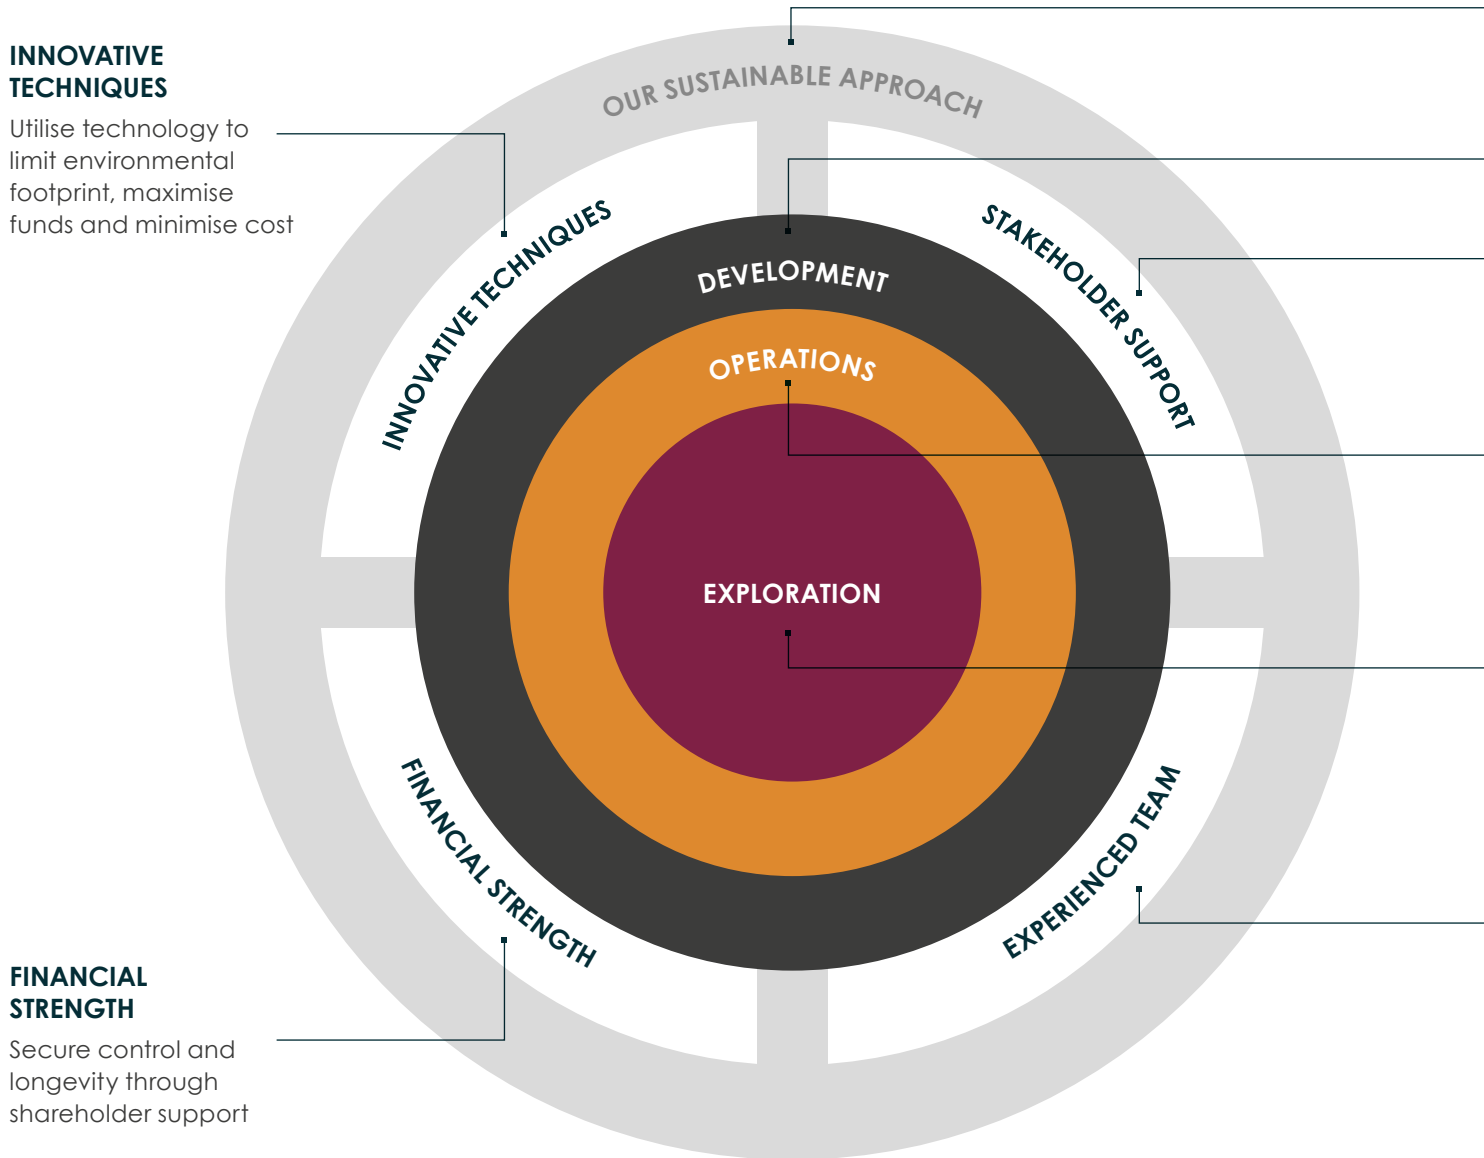 INNOVATIVE
TECHNIQUES
Utilise technology to
limit environmental
footprint, maximise
funds and minimise cost
OUR SUSTAINABLE APPROACH
INNOVATIVE TECHNIQUES
STAKEHOLDER SUPPORT
DEVELOPMENT
OPERATIONS
EXPLORATION
FINANCIAL STRENGTH
EXPERIENCED TEAM
FINANCIAL
STRENGTH
Secure control and
longevity through
shareholder support